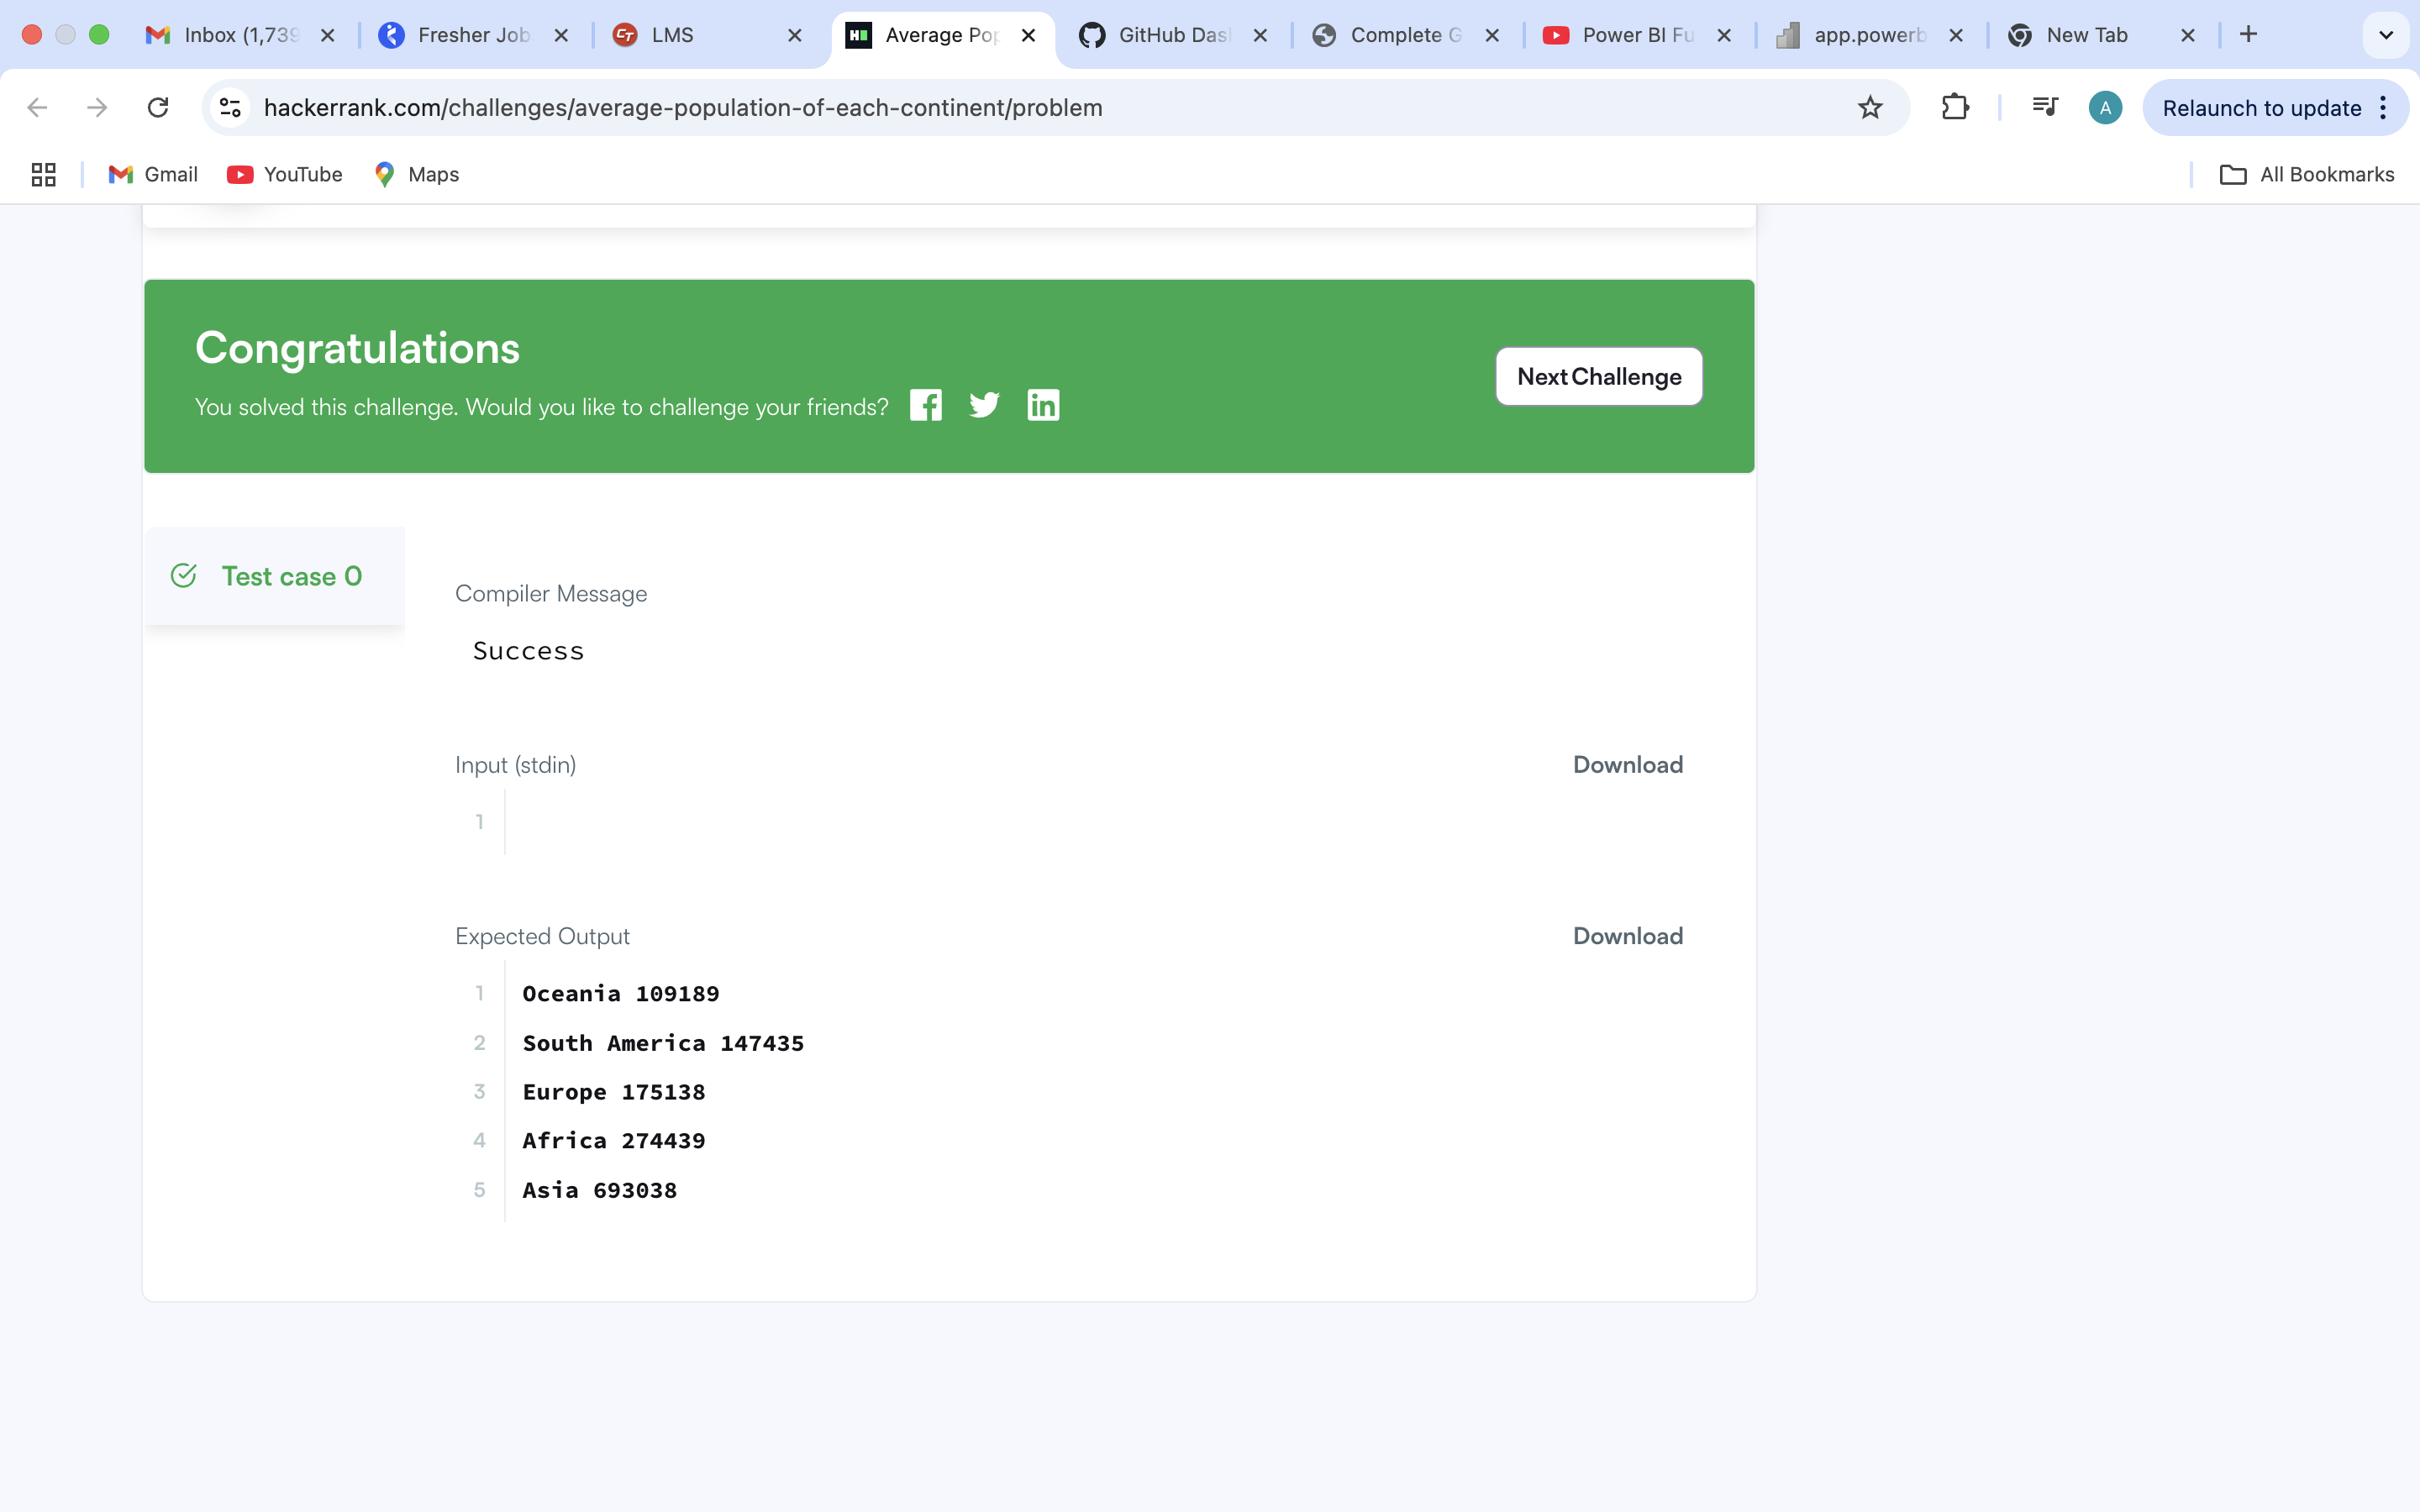 Inbox (1,739
Fresher Job
LMS
Average Pop
GitHub Das
Complete G
Power BI Fu
app.powerb
New Tab
hackerrank.com/challenges/average-population-of-each-continent/problem
A
Relaunch to update
Gmail
YouTube
Maps
All Bookmarks
Congratulations
You solved this challenge. Would you like to challenge your friends?
Next Challenge
Test case 0
Compiler Message
Success
Input (stdin)
Download
1
Expected Output
Download
1 Oceania 109189
2 South America 147435
3 Europe 175138
4 Africa 274439
5 Asia 693038